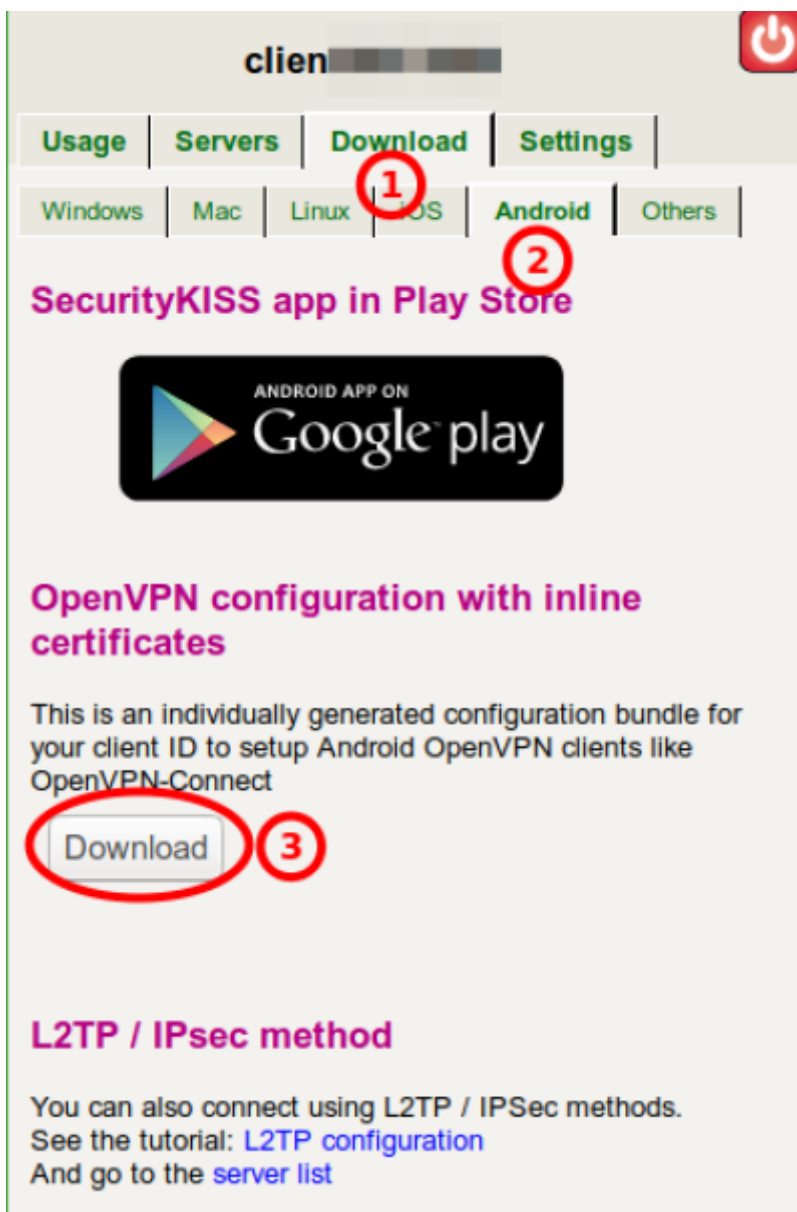 clien
Usage Servers Download Settings
1
Windows Mac Linux iOS Android Others
2
SecurityKISS app in Play Store
ANDROID APP ON
Google play
OpenVPN configuration with inline
certificates
This is an individually generated configuration bundle for
your client ID to setup Android OpenVPN clients like
OpenVPN-Connect
Download 3
L2TP / IPsec method
You can also connect using L2TP / IPSec methods.
See the tutorial: L2TP configuration
And go to the server list